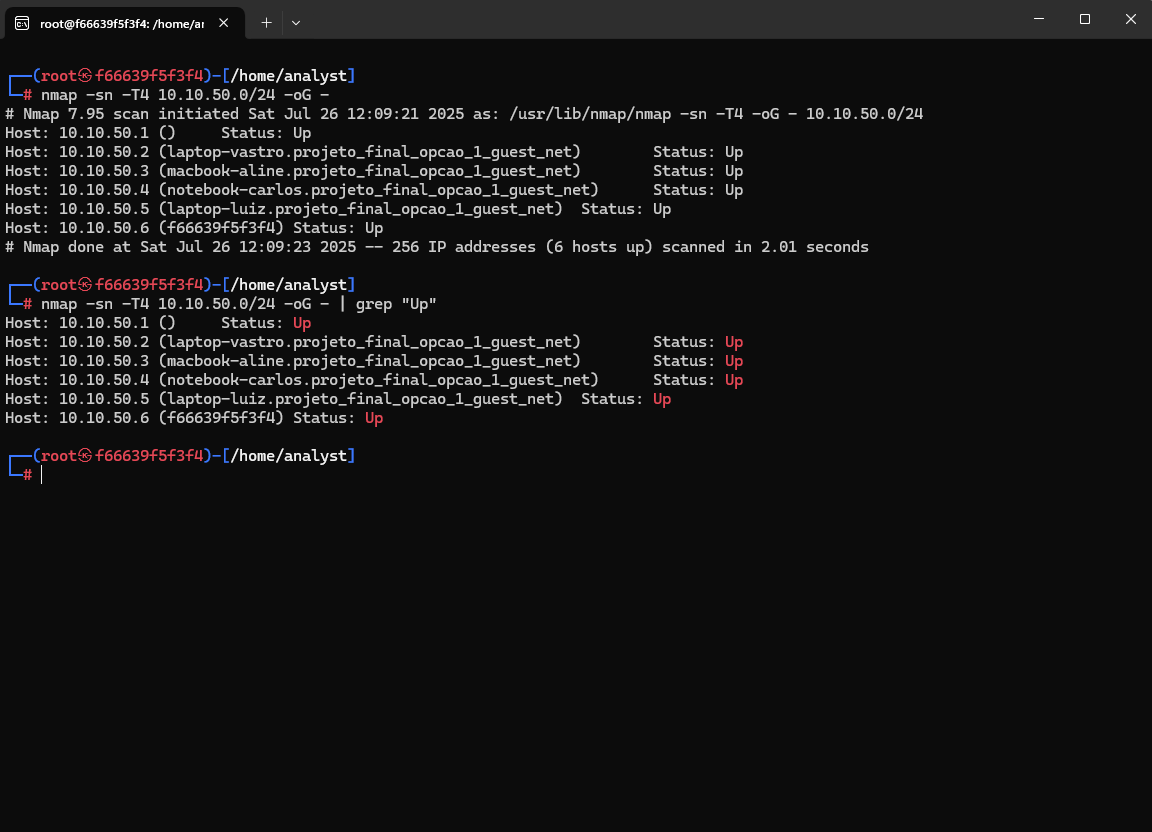 root@f66639f5f3f4: /home/ar
┌──(root㉿f66639f5f3f4)-[/home/analyst]
└─# nmap -sn -T4 10.10.50.0/24 -oG -
# Nmap 7.95 scan initiated Sat Jul 26 12:09:21 2025 as: /usr/lib/nmap/nmap -sn -T4 -oG - 10.10.50.0/24
Host: 10.10.50.1 ()     Status: Up
Host: 10.10.50.2 (laptop-vastro.projeto_final_opcao_1_guest_net)        Status: Up
Host: 10.10.50.3 (macbook-aline.projeto_final_opcao_1_guest_net)        Status: Up
Host: 10.10.50.4 (notebook-carlos.projeto_final_opcao_1_guest_net)      Status: Up
Host: 10.10.50.5 (laptop-luiz.projeto_final_opcao_1_guest_net)  Status: Up
Host: 10.10.50.6 (f66639f5f3f4) Status: Up
# Nmap done at Sat Jul 26 12:09:23 2025 -- 256 IP addresses (6 hosts up) scanned in 2.01 seconds
┌──(root㉿f66639f5f3f4)-[/home/analyst]
└─# nmap -sn -T4 10.10.50.0/24 -oG - | grep "Up"
Host: 10.10.50.1 ()     Status: Up
Host: 10.10.50.2 (laptop-vastro.projeto_final_opcao_1_guest_net)        Status: Up
Host: 10.10.50.3 (macbook-aline.projeto_final_opcao_1_guest_net)        Status: Up
Host: 10.10.50.4 (notebook-carlos.projeto_final_opcao_1_guest_net)      Status: Up
Host: 10.10.50.5 (laptop-luiz.projeto_final_opcao_1_guest_net)  Status: Up
Host: 10.10.50.6 (f66639f5f3f4) Status: Up
┌──(root㉿f66639f5f3f4)-[/home/analyst]
└─#